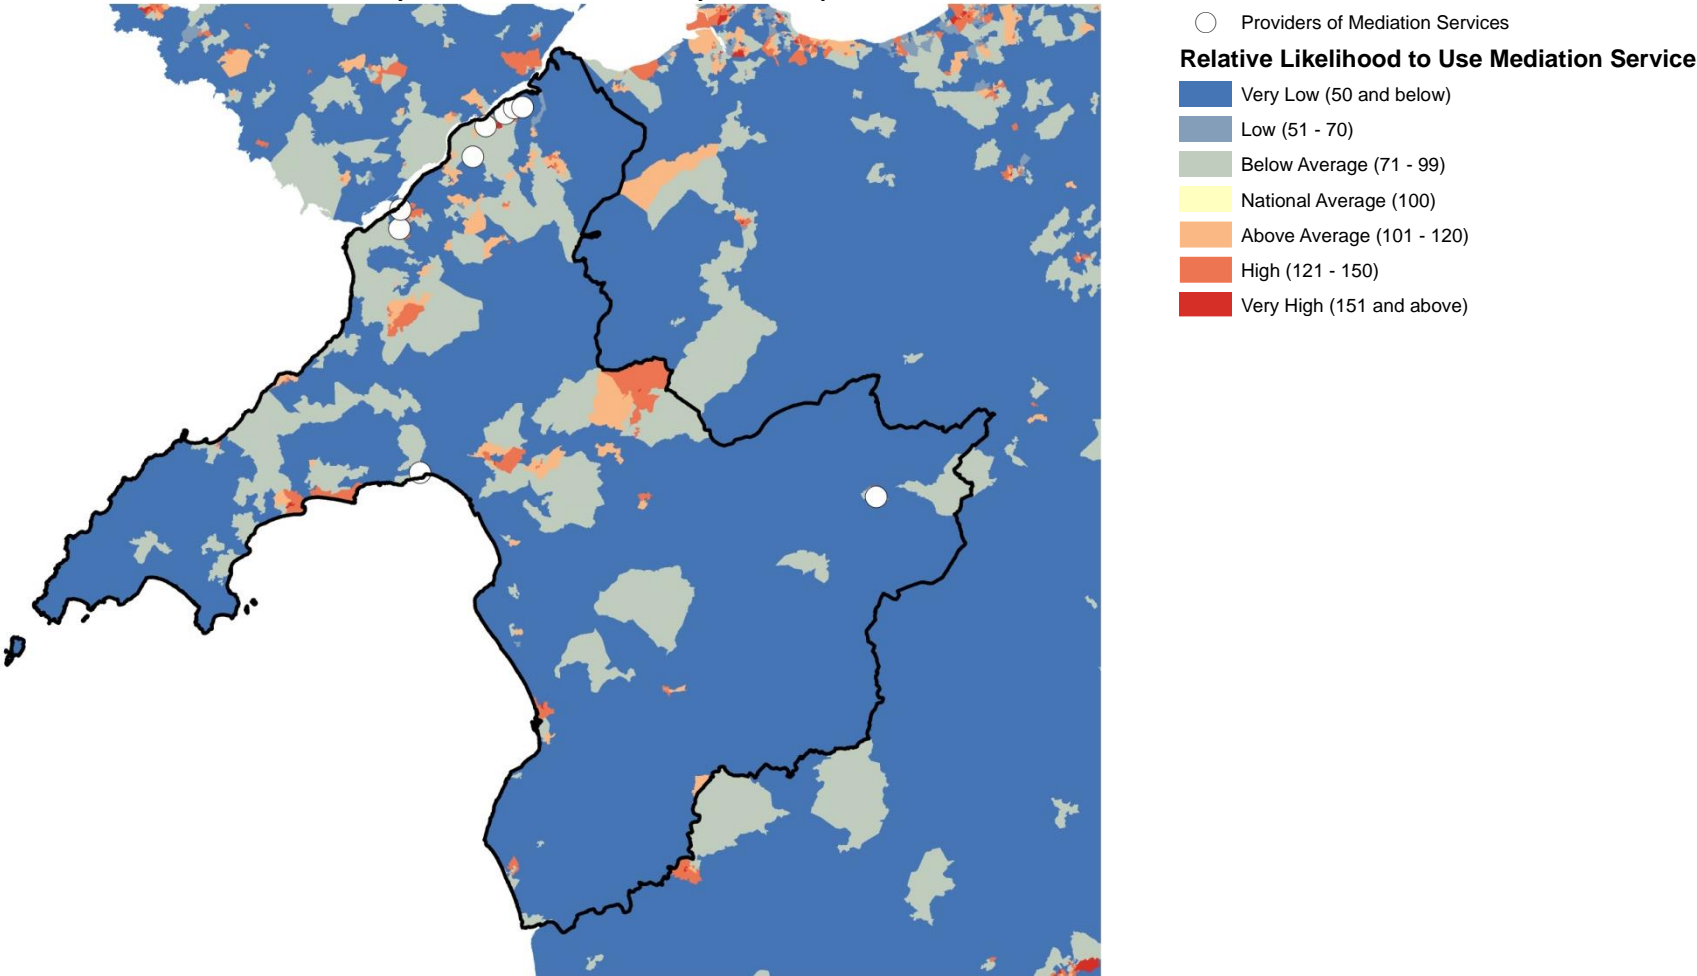 Providers of Mediation Services
Relative Likelihood to Use Mediation Service
Very Low (50 and below)
Low (51 - 70)
Below Average (71 - 99)
National Average (100)
Above Average (101 - 120)
High (121 - 150)
Very High (151 and above)